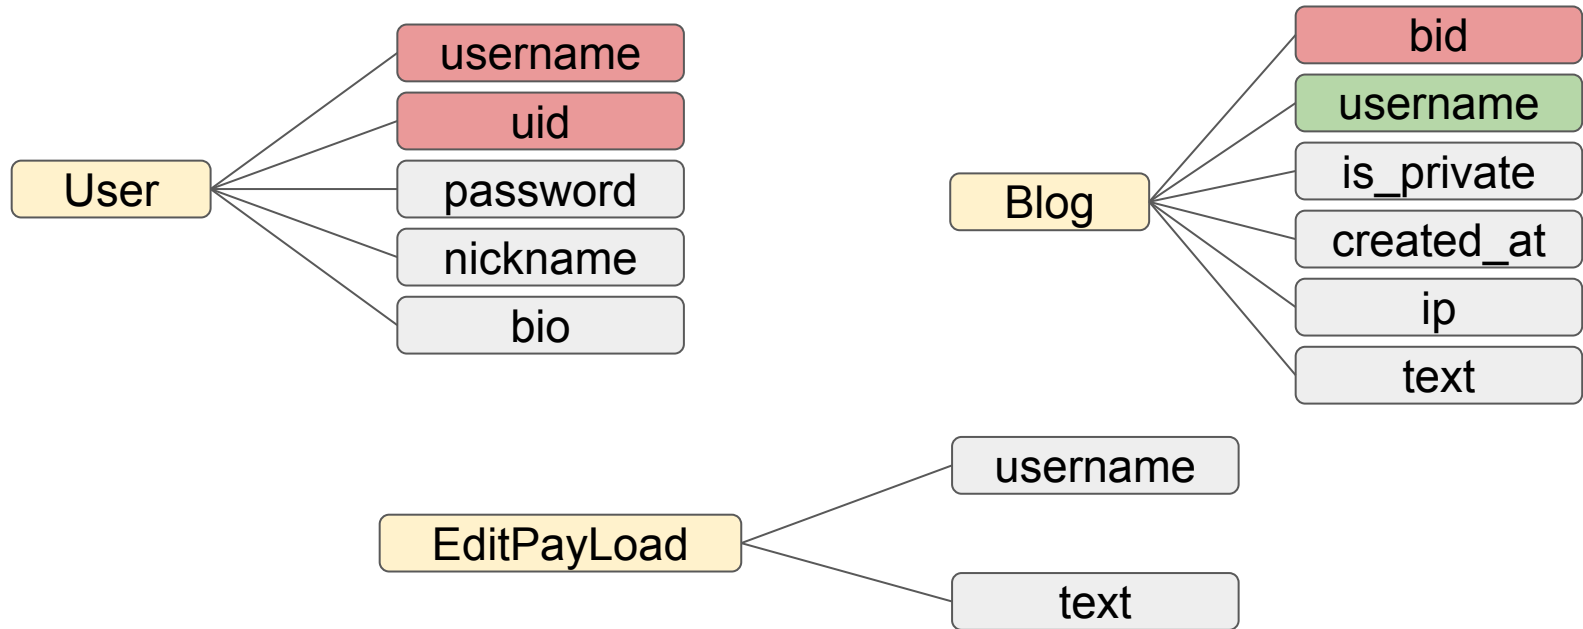 User
username
uid
password
nickname
bio
Blog
bid
username
is_private
created_at
ip
text
EditPayLoad
username
text